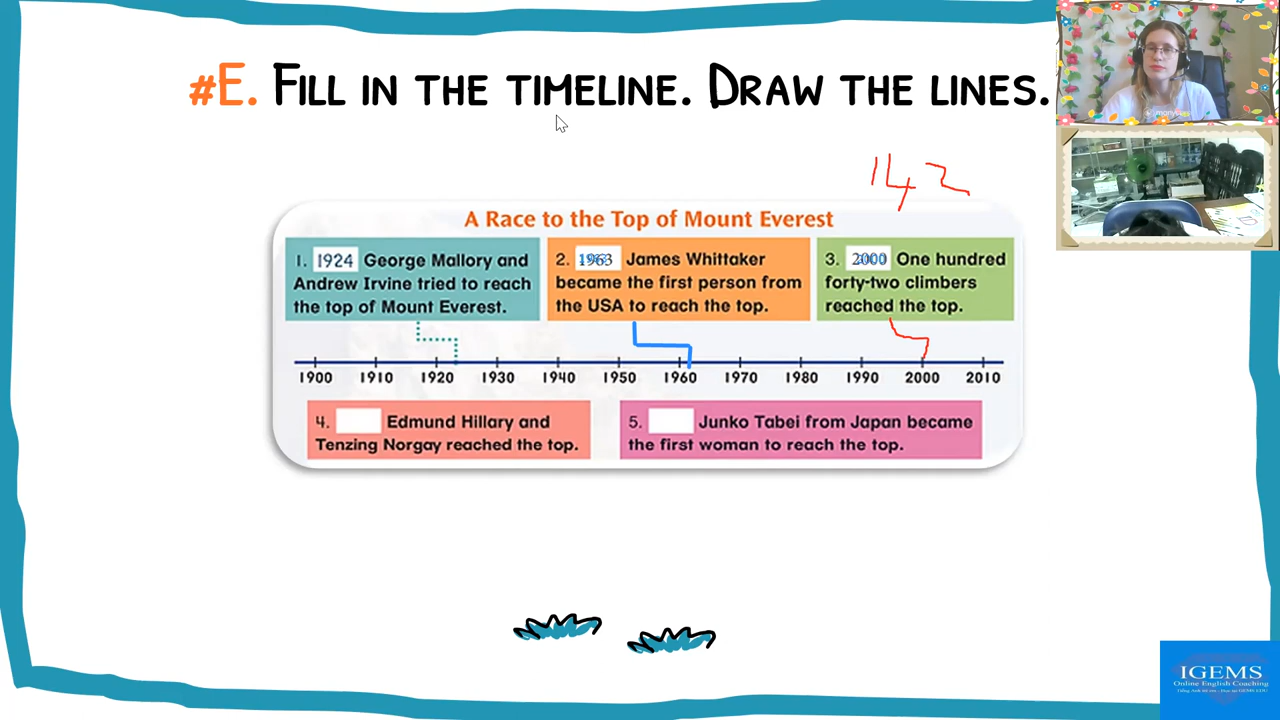 #E. FILL IN THE TIMELINE. DRAW THE LINES.
142
A Race to the Top of Mount Everest
1. 1924 George Mallory and
Andrew Irvine tried to reach
the top of Mount Everest.
2. 1963 James Whittaker
became the first person from
the USA to reach the top.
3. 2000 One hundred
forty-two climbers
reached the top.
1900 1910 1920 1930 1940 1950 1960 1970 1980 1990 2000 2010
4. Edmund Hillary and
Tenzing Norgay reached the top.
5. Junko Tabei from Japan became
the first woman to reach the top.
IGEMS
Online English Coaching